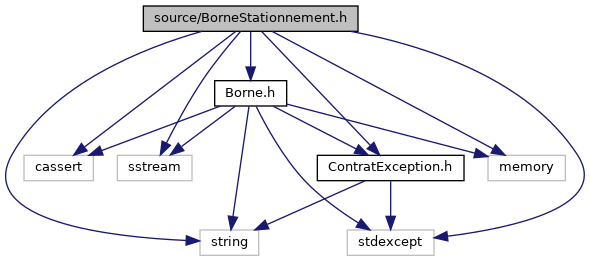 source/BorneStationnement.h
Borne.h
cassert
sstream
ContratException.h
memory
string
stdexcept